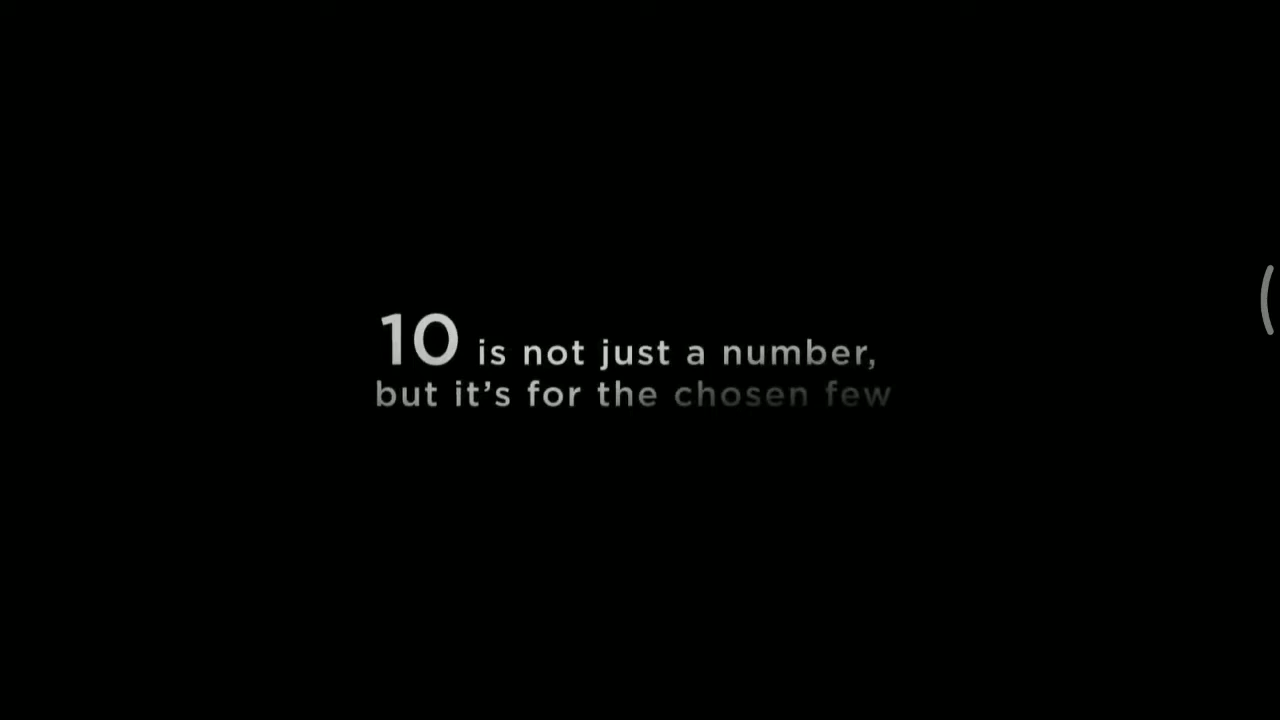 10 is not just a number,
but it’s for the chosen few